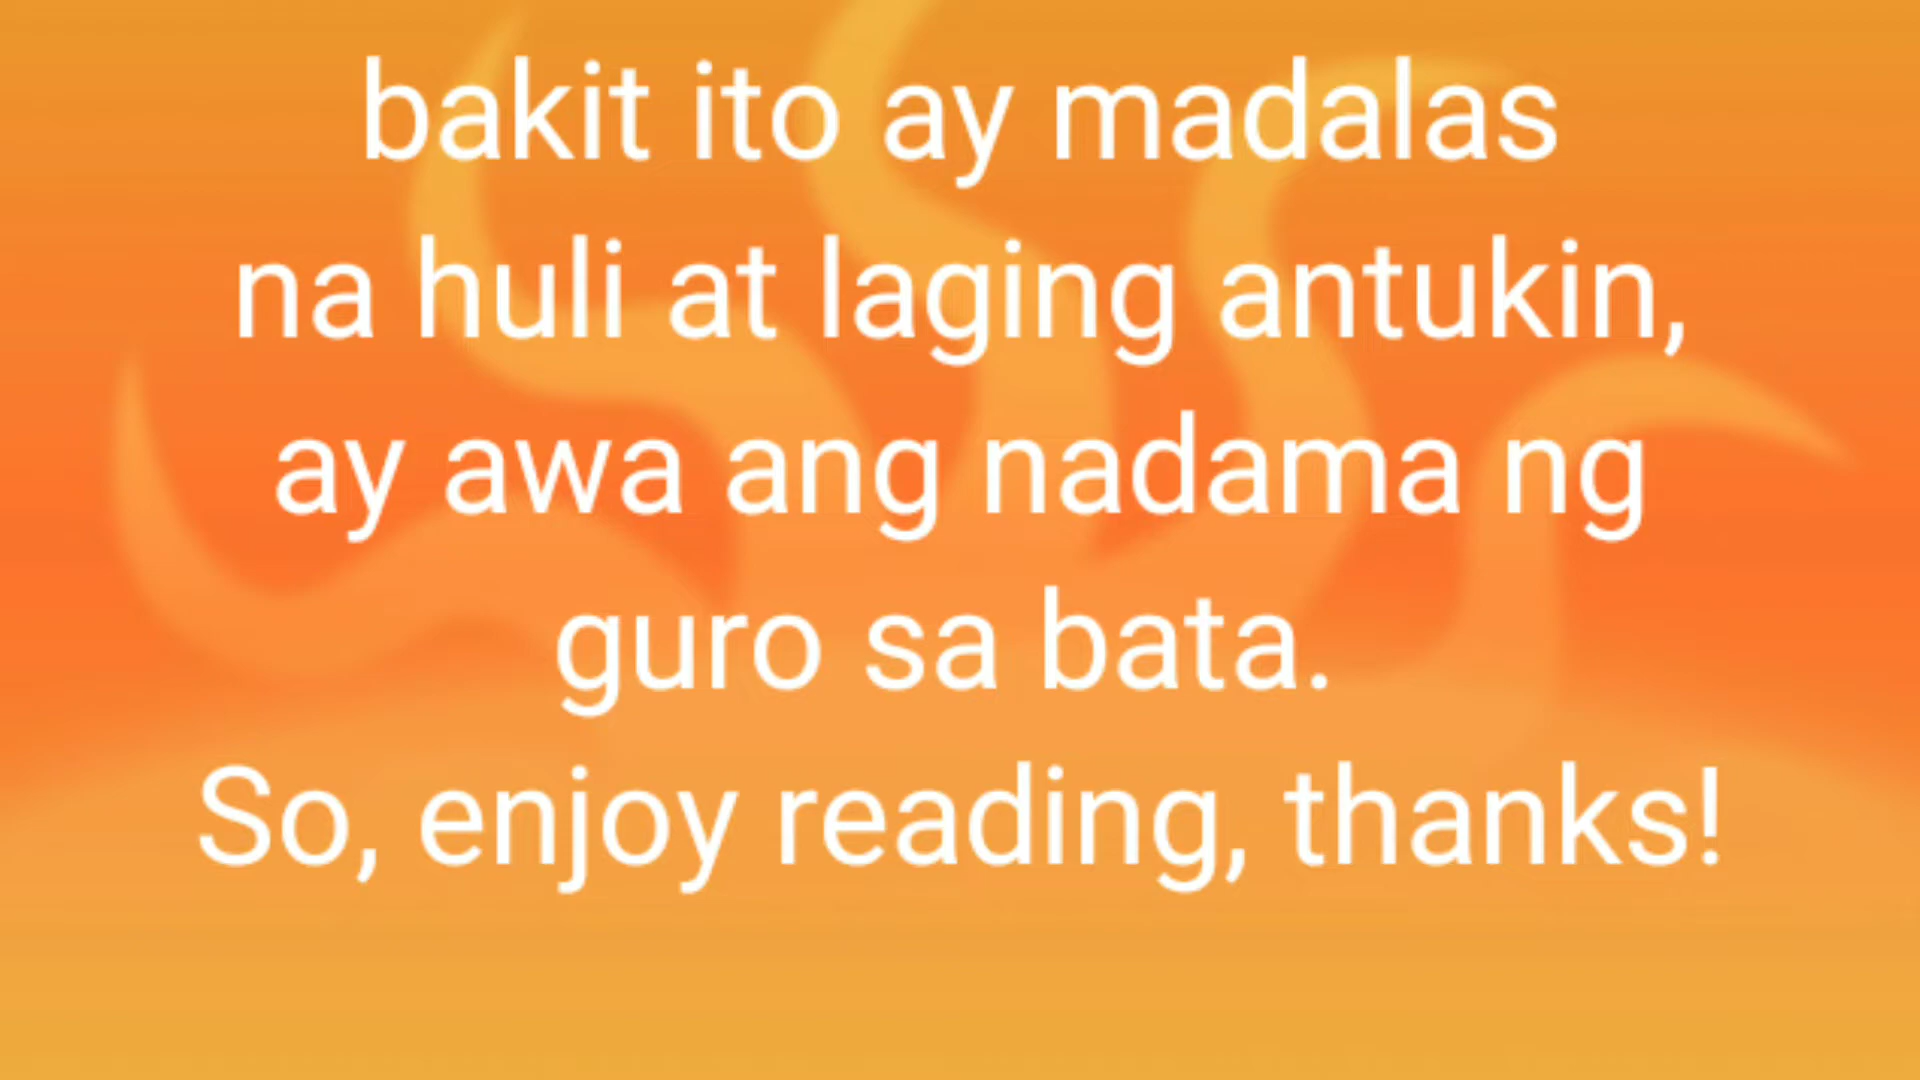 bakit ito ay madalas
na huli at laging antukin,
ay awa ang nadama ng
guro sa bata.
So, enjoy reading, thanks!